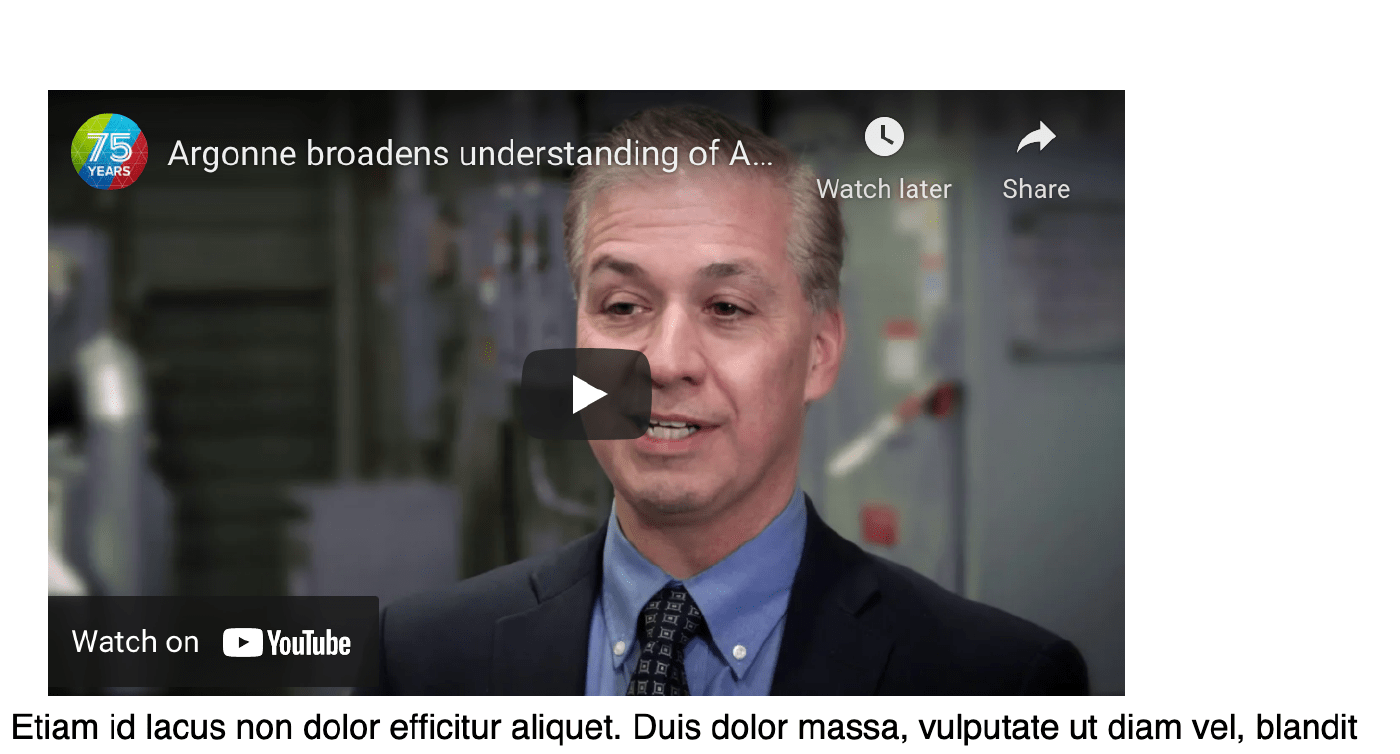 75
YEARS
Argonne broadens understanding of A...
Watch later
Share
Watch on YouTube
Etiam id lacus non dolor efficitur aliquet. Duis dolor massa, vulputate ut diam vel, blandit